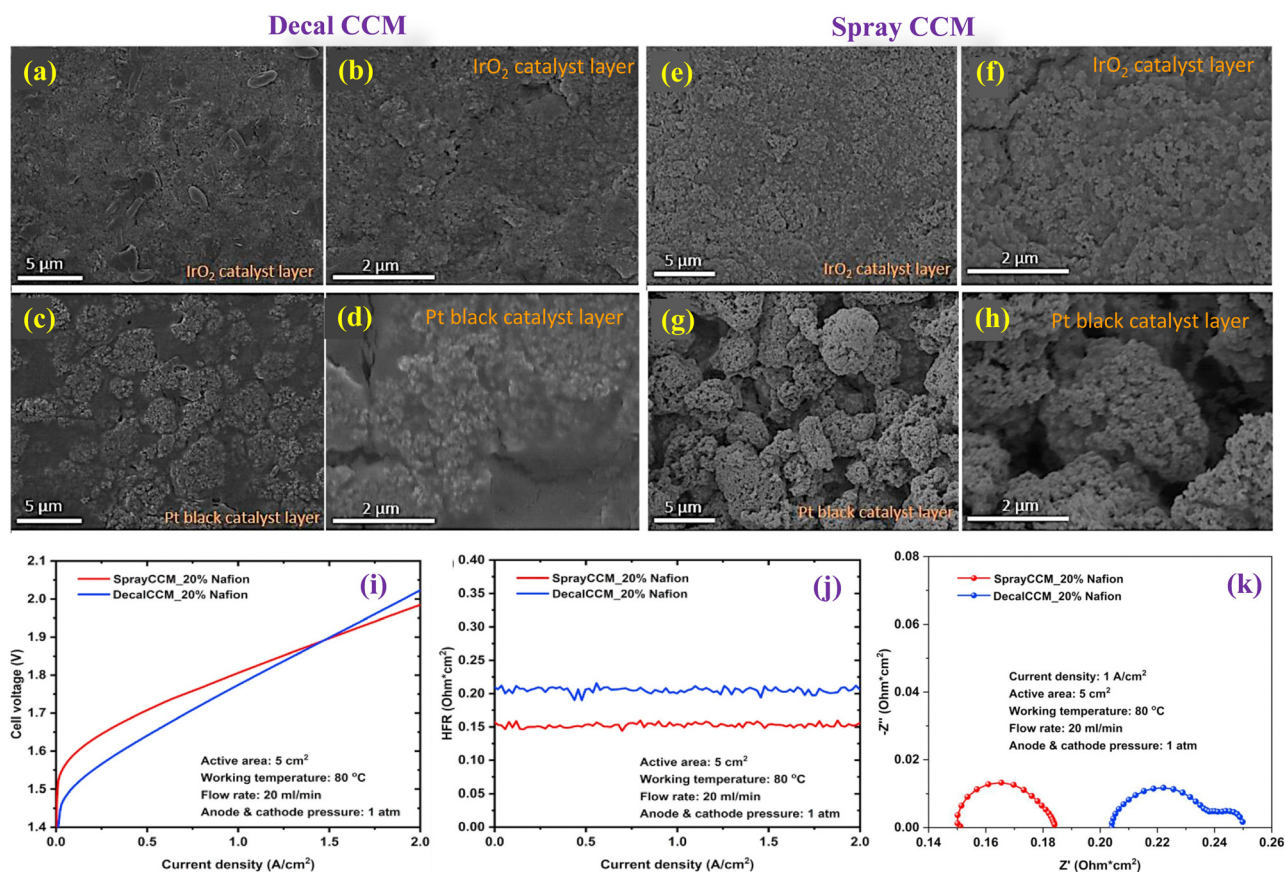 Decal CCM
Spray CCM
(a)
5 µm
IrO₂ catalyst layer
(b)
IrO₂ catalyst layer
2 µm
(e)
5 µm
IrO₂ catalyst layer
(f)
IrO₂ catalyst layer
2 µm
(c)
5 µm
Pt black catalyst layer
(d)
Pt black catalyst layer
2 µm
(g)
5 µm
Pt black catalyst layer
(h)
Pt black catalyst layer
2 µm
(i)
SprayCCM_20% Nafion
DecalCCM_20% Nafion
Cell voltage (V)
2.1
2.0
1.9
1.8
1.7
1.6
1.5
1.4
Active area: 5 cm²
Working temperature: 80 °C
Flow rate: 20 ml/min
Anode & cathode pressure: 1 atm
0.0 0.5 1.0 1.5 2.0
Current density (A/cm²)
(j)
SprayCCM_20% Nafion
DecalCCM_20% Nafion
HFR (Ohm*cm²)
0.40
0.35
0.30
0.25
0.20
0.15
0.10
0.05
0.00
Active area: 5 cm²
Working temperature: 80 °C
Flow rate: 20 ml/min
Anode & cathode pressure: 1 atm
0.0 0.5 1.0 1.5 2.0
Current density (A/cm²)
(k)
SprayCCM_20% Nafion
DecalCCM_20% Nafion
-Z'' (Ohm*cm²)
0.08
0.06
0.04
0.02
0.00
Current density: 1 A/cm²
Active area: 5 cm²
Working temperature: 80 °C
Flow rate: 20 ml/min
Anode & cathode pressure: 1 atm
0.14 0.16 0.18 0.20 0.22 0.24 0.26
Z' (Ohm*cm²)